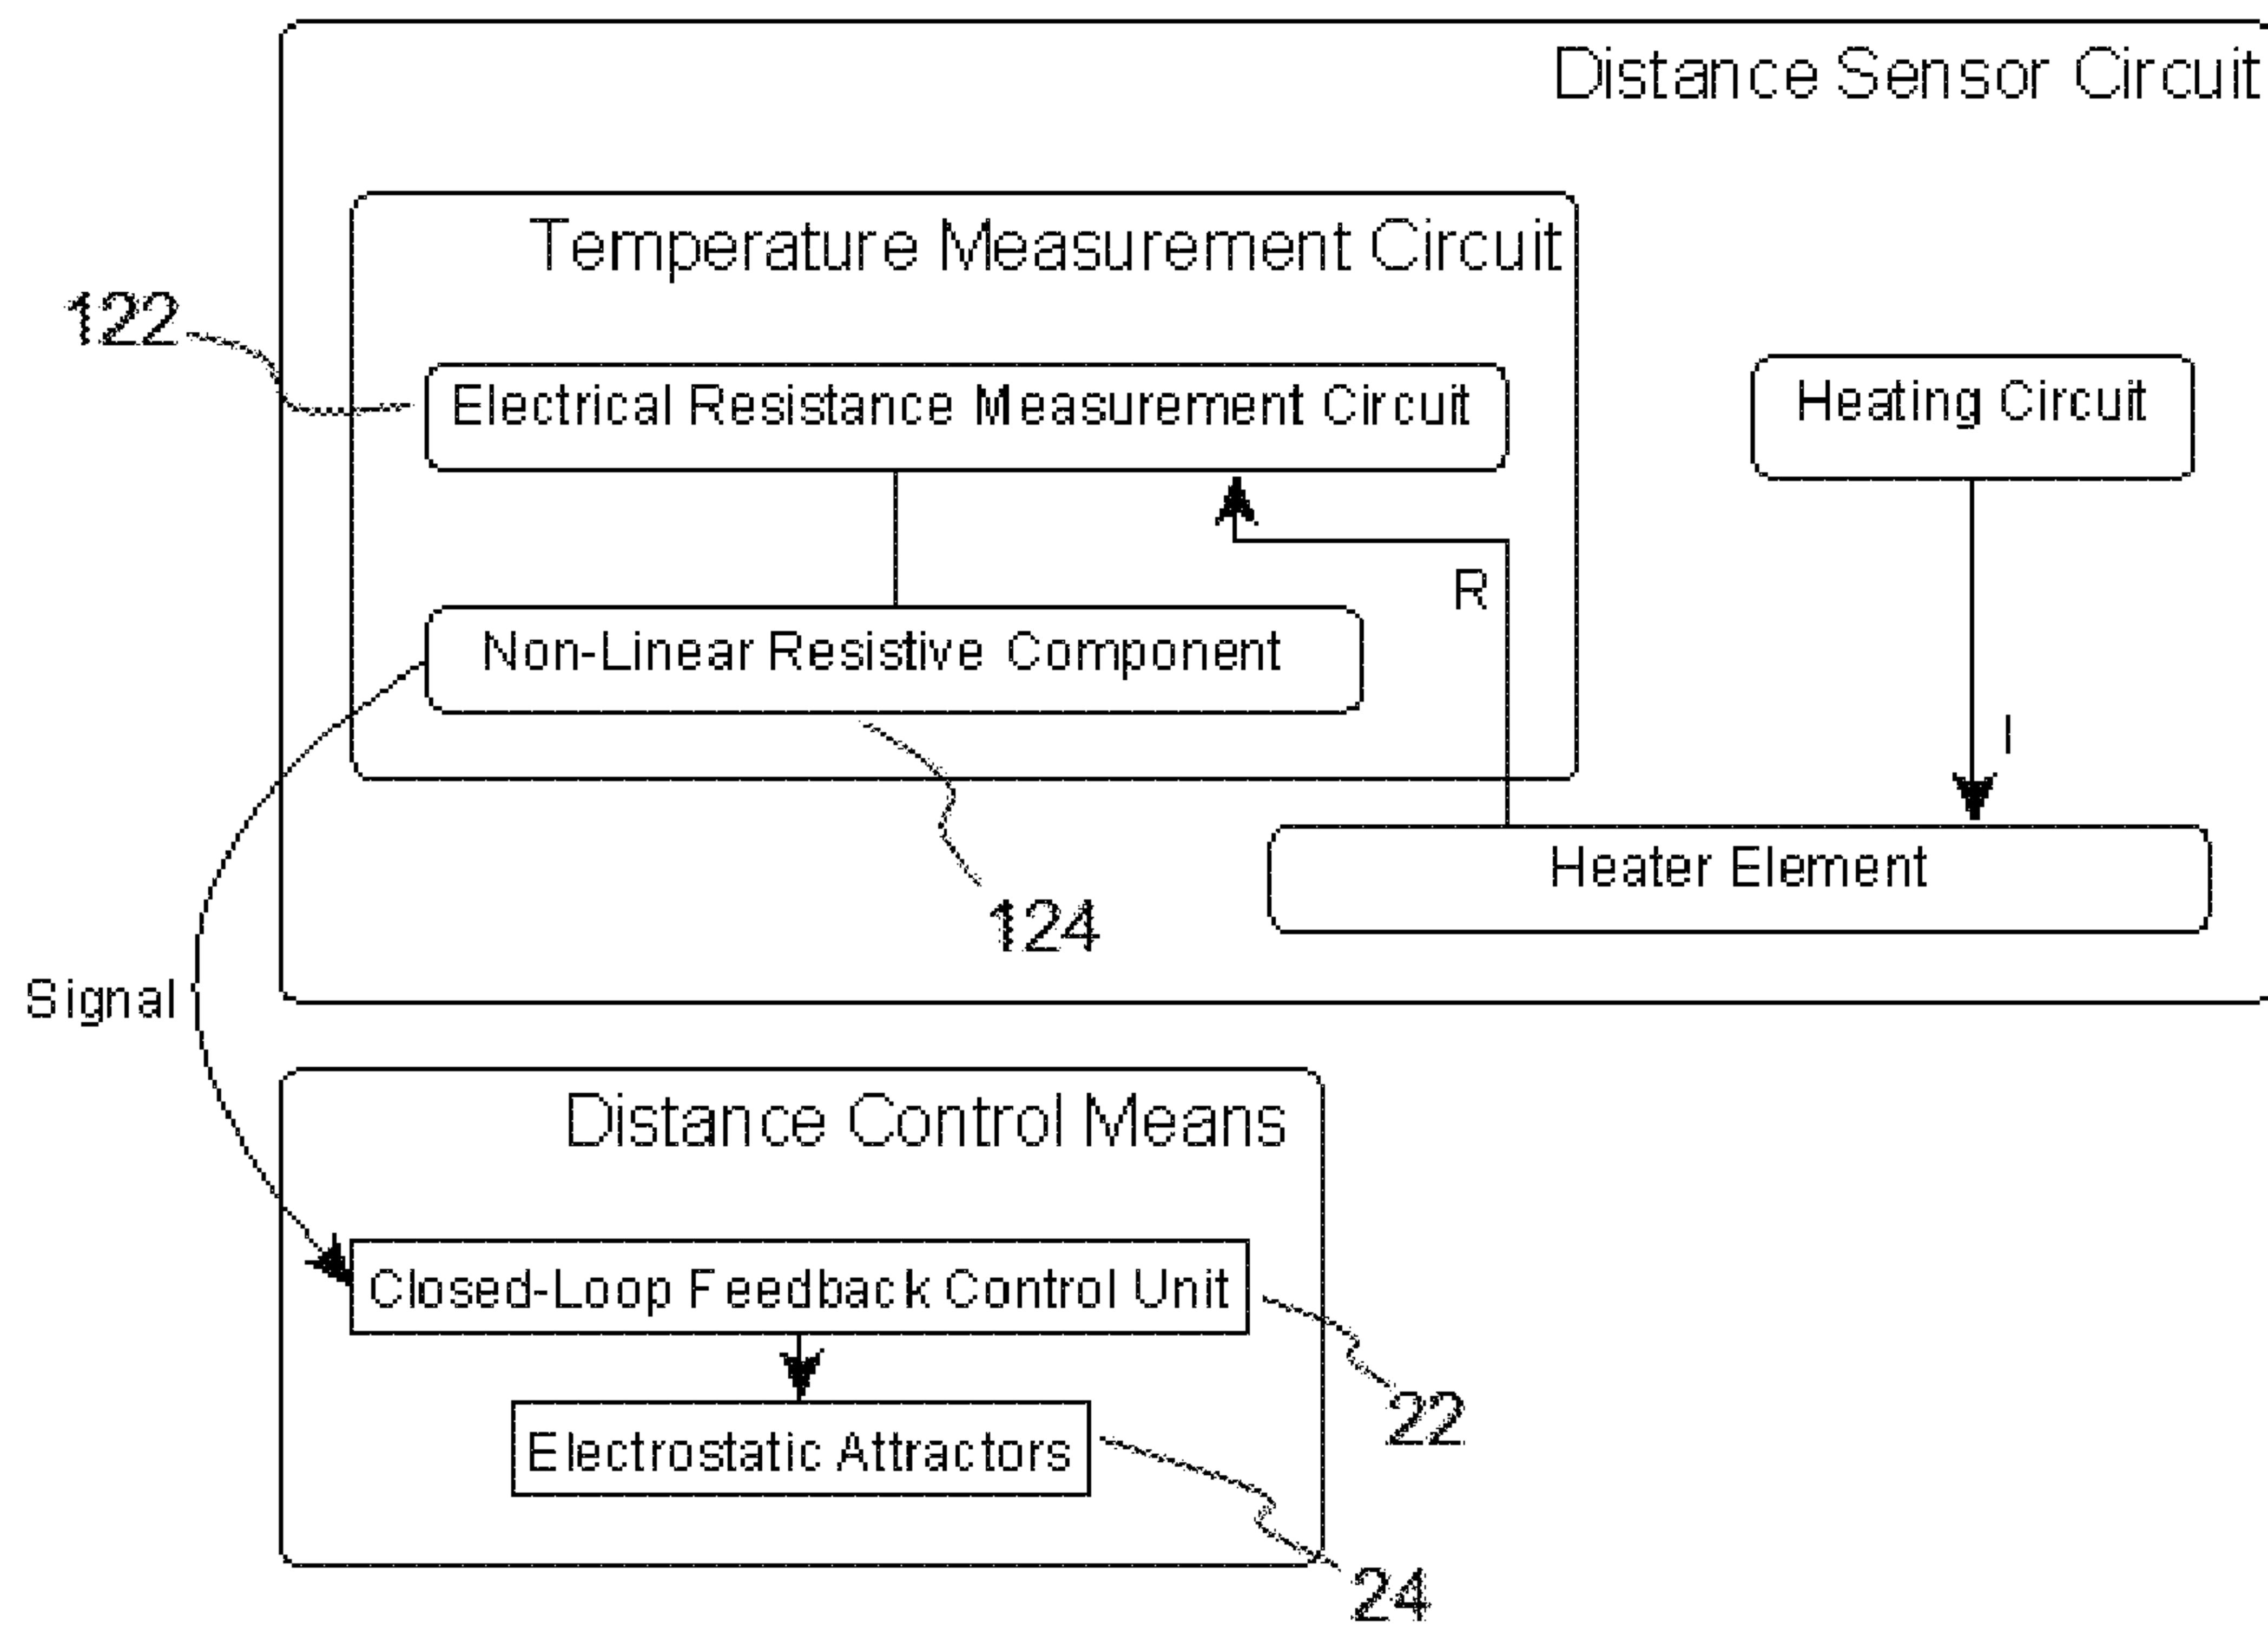 Distance Sensor Circuit
Temperature Measurement Circuit
122
Electrical Resistance Measurement Circuit
Heating Circuit
R
Non-Linear Resistive Component
I
Heater Element
124
Signal
Distance Control Means
Closed-Loop Feedback Control Unit
22
Electrostatic Attractors
24